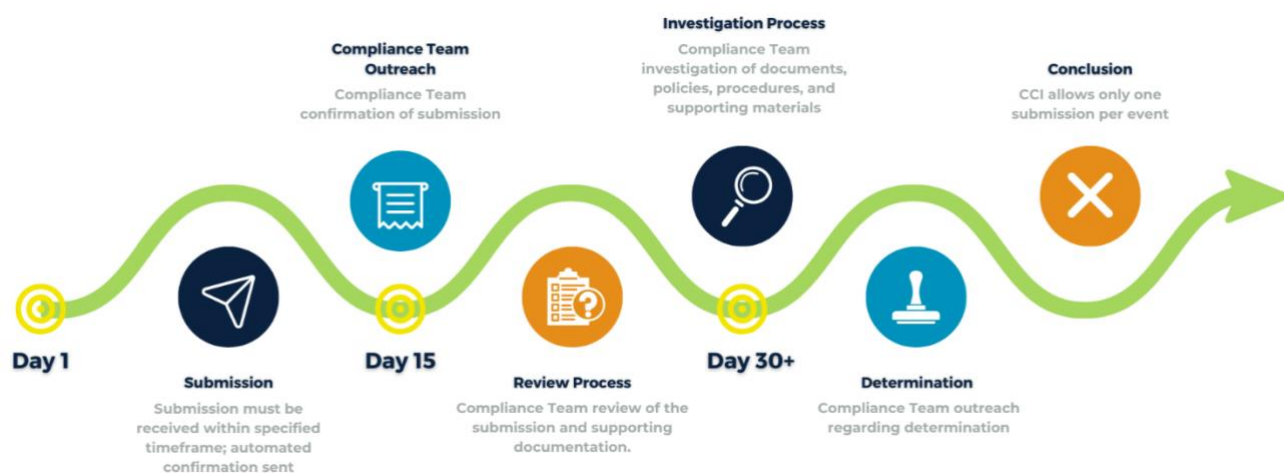 Day 1
Submission
Submission must be
received within specified
timeframe; automated
confirmation sent
Compliance Team
Outreach
Compliance Team
confirmation of submission
Day 15
Review Process
Compliance Team review of the
submission and supporting
documentation.
Investigation Process
Compliance Team
investigation of documents,
policies, procedures, and
supporting materials
Day 30+
Determination
Compliance Team outreach
regarding determination
Conclusion
CCI allows only one
submission per event